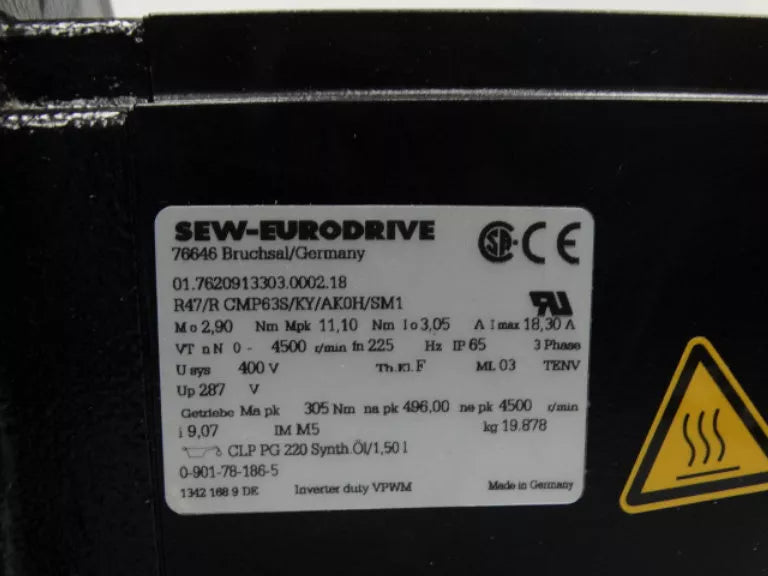 SEW-EURODRIVE
76646 Bruchsal/Germany
01.7620913303.0002.18
R47/R CMP63S/KY/AK0H/SM1
Mo 2,90 Nm Mpk 11,10 Nm Io 3,05 A Imax 18,30 A
VT nN 0 - 4500 r/min fn 225 Hz IP 65 3 Phase
U sys 400 V Th.Kl. F ML 03 TENV
Up 287 V
Getriebe Ma pk 305 Nm na pk 496,00 ne pk 4500 r/min
i 9,07 IM M5 kg 19.878
CLP PG 220 Synth.Öl/1,50 l
0-901-78-186-5
1342 168 9 DE Inverter duty VPWM Made in Germany
SA CE
RU